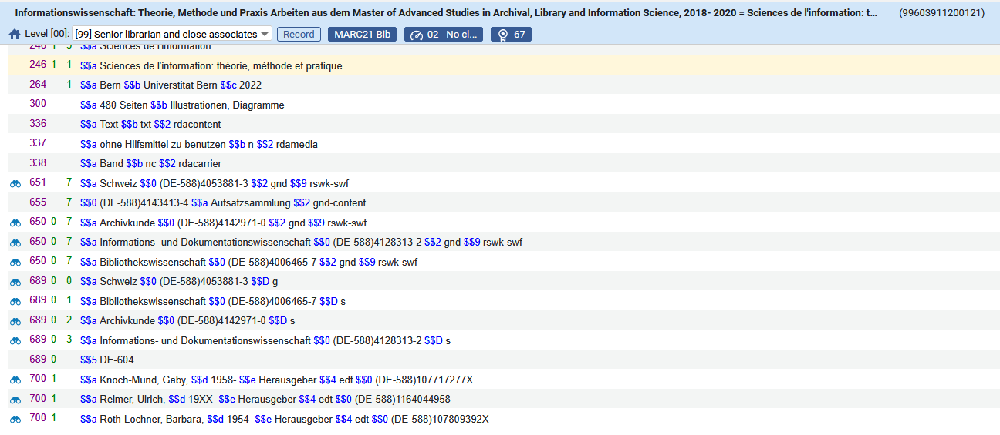 Informationswissenschaft: Theorie, Methode und Praxis Arbeiten aus dem Master of Advanced Studies in Archival, Library and Information Science, 2018- 2020 = Sciences de l'information: t... (99603911200121)
Level [00]: [99] Senior librarian and close associates Record MARC21 Bib 02 - No cl... 67
246 1 3 $$a Sciences de l'information
246 1 1 $$a Sciences de l'information: théorie, méthode et pratique
264 1 $$a Bern $$b Universtität Bern $$c 2022
300 $$a 480 Seiten $$b Illustrationen, Diagramme
336 $$a Text $$b txt $$2 rdacontent
337 $$a ohne Hilfsmittel zu benutzen $$b n $$2 rdamedia
338 $$a Band $$b nc $$2 rdacarrier
651 7 $$a Schweiz $$0 (DE-588)4053881-3 $$2 gnd $$9 rswk-swf
655 7 $$0 (DE-588)4143413-4 $$a Aufsatzsammlung $$2 gnd-content
650 0 7 $$a Archivkunde $$0 (DE-588)4142971-0 $$2 gnd $$9 rswk-swf
650 0 7 $$a Informations- und Dokumentationswissenschaft $$0 (DE-588)4128313-2 $$2 gnd $$9 rswk-swf
650 0 7 $$a Bibliothekswissenschaft $$0 (DE-588)4006465-7 $$2 gnd $$9 rswk-swf
689 0 0 $$a Schweiz $$0 (DE-588)4053881-3 $$D g
689 0 1 $$a Bibliothekswissenschaft $$0 (DE-588)4006465-7 $$D s
689 0 2 $$a Archivkunde $$0 (DE-588)4142971-0 $$D s
689 0 3 $$a Informations- und Dokumentationswissenschaft $$0 (DE-588)4128313-2 $$D s
689 0 $$5 DE-604
700 1 $$a Knoch-Mund, Gaby, $$d 1958- $$e Herausgeber $$4 edt $$0 (DE-588)107717277X
700 1 $$a Reimer, Ulrich, $$d 19XX- $$e Herausgeber $$4 edt $$0 (DE-588)1164044958
700 1 $$a Roth-Lochner, Barbara, $$d 1954- $$e Herausgeber $$4 edt $$0 (DE-588)107809392X